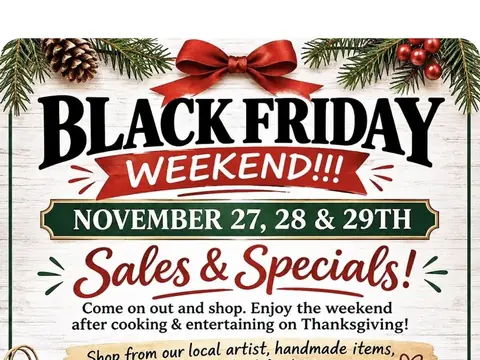 BLACK FRIDAY
WEEKEND!!!
NOVEMBER 27, 28 & 29TH
Sales & Specials!
Come on out and shop. Enjoy the weekend
after cooking & entertaining on Thanksgiving!
Shop from our local artist, handmade items,